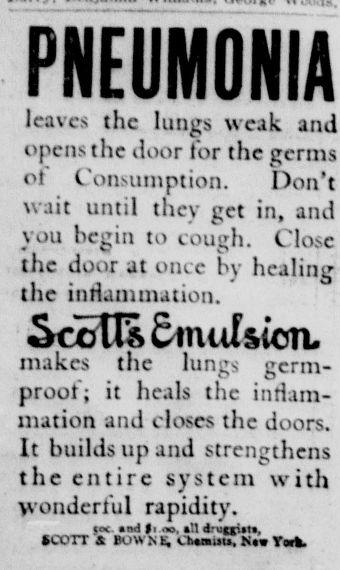 PNEUMONIA
leaves the lungs weak and
opens the door for the germs
of Consumption. Don't
wait until they get in, and
you begin to cough. Close
the door at once by healing
the inflammation.
Scott's Emulsion
makes the lungs germ-
proof; it heals the inflam-
mation and closes the doors.
It builds up and strengthens
the entire system with
wonderful rapidity.
50c. and $1.00, all druggists,
SCOTT & BOWNE, Chemists, New York.